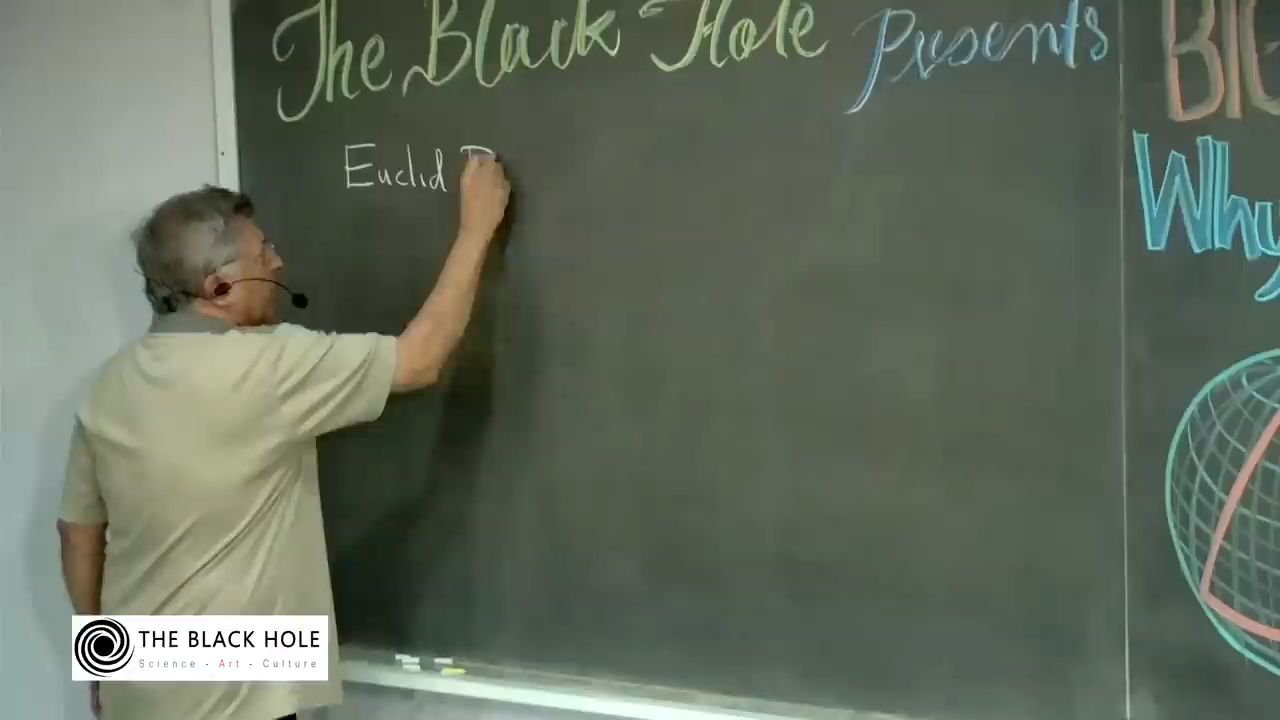 The Black Hole Presents
BIG
Why
Euclid
THE BLACK HOLE
Science - Art - Culture